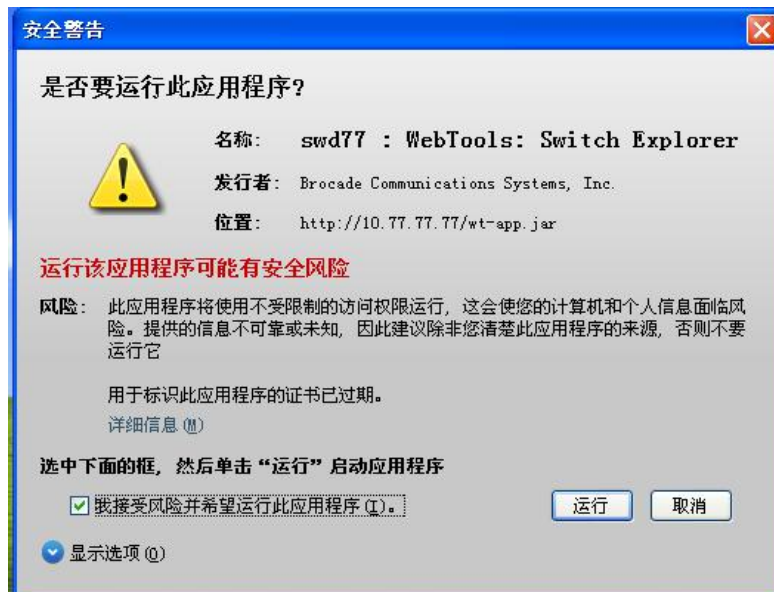 安全警告
是否要运行此应用程序?
名称: swd77 : WebTools: Switch Explorer
发行者: Brocade Communications Systems, Inc.
位置: http://10.77.77.77/wt-app.jar
运行该应用程序可能有安全风险
风险: 此应用程序将使用不受限制的访问权限运行, 这会使您的计算机和个人信息面临风
险。提供的信息不可靠或未知, 因此建议除非您清楚此应用程序的来源, 否则不要
运行它
用于标识此应用程序的证书已过期。
详细信息(M)
选中下面的框, 然后单击“运行”启动应用程序
我接受风险并希望运行此应用程序(I)。 运行 取消
显示选项(O)